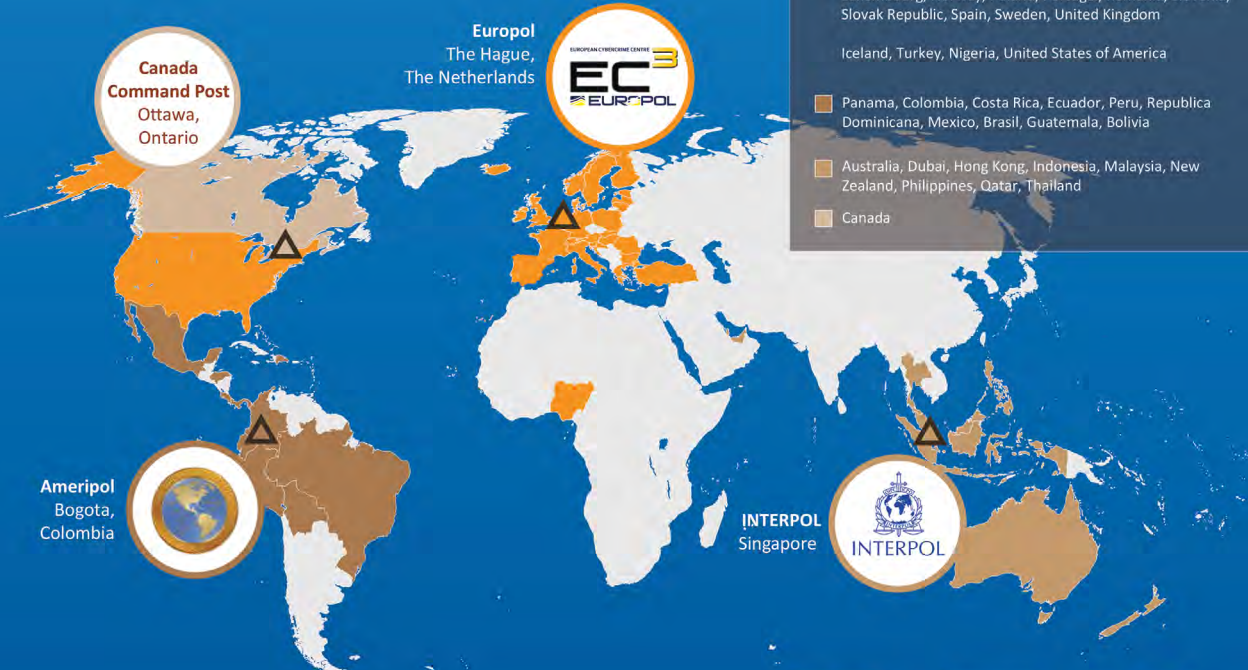 Slovak Republic, Spain, Sweden, United Kingdom
Iceland, Turkey, Nigeria, United States of America
Panama, Colombia, Costa Rica, Ecuador, Peru, Republica
Dominicana, Mexico, Brasil, Guatemala, Bolivia
Australia, Dubai, Hong Kong, Indonesia, Malaysia, New
Zealand, Philippines, Qatar, Thailand
Canada
Canada
Command Post
Ottawa,
Ontario
Europol
The Hague,
The Netherlands
EUROPEAN CYBERCRIME CENTRE
EC3
EUROPOL
Ameripol
Bogota,
Colombia
INTERPOL
Singapore
INTERPOL